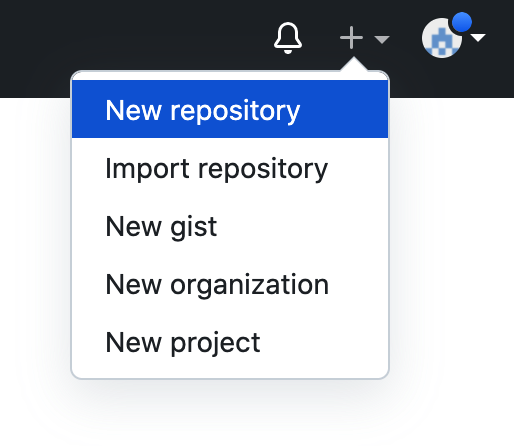 New repository
Import repository
New gist
New organization
New project